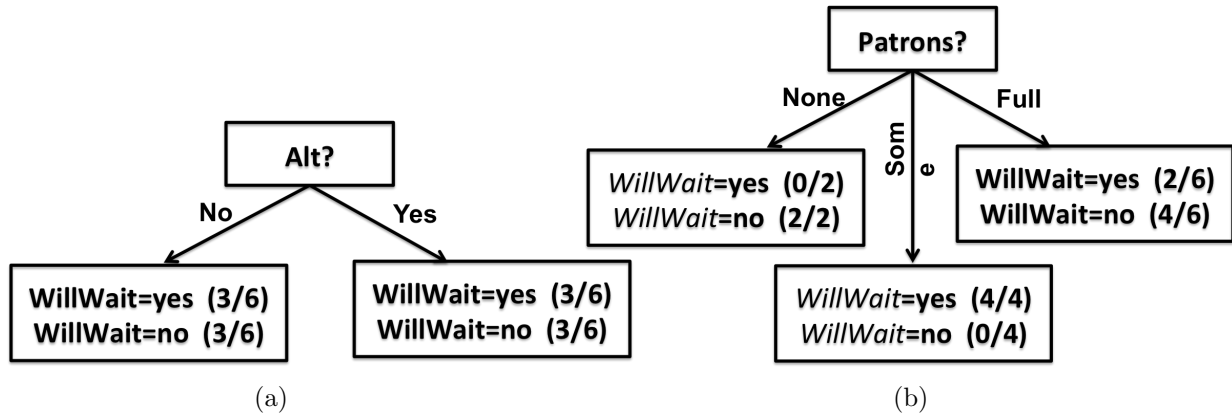 Alt?
No
Yes
WillWait=yes (3/6)
WillWait=no (3/6)
WillWait=yes (3/6)
WillWait=no (3/6)
(a)
Patrons?
None
Som
e
Full
WillWait=yes (0/2)
WillWait=no (2/2)
WillWait=yes (2/6)
WillWait=no (4/6)
WillWait=yes (4/4)
WillWait=no (0/4)
(b)